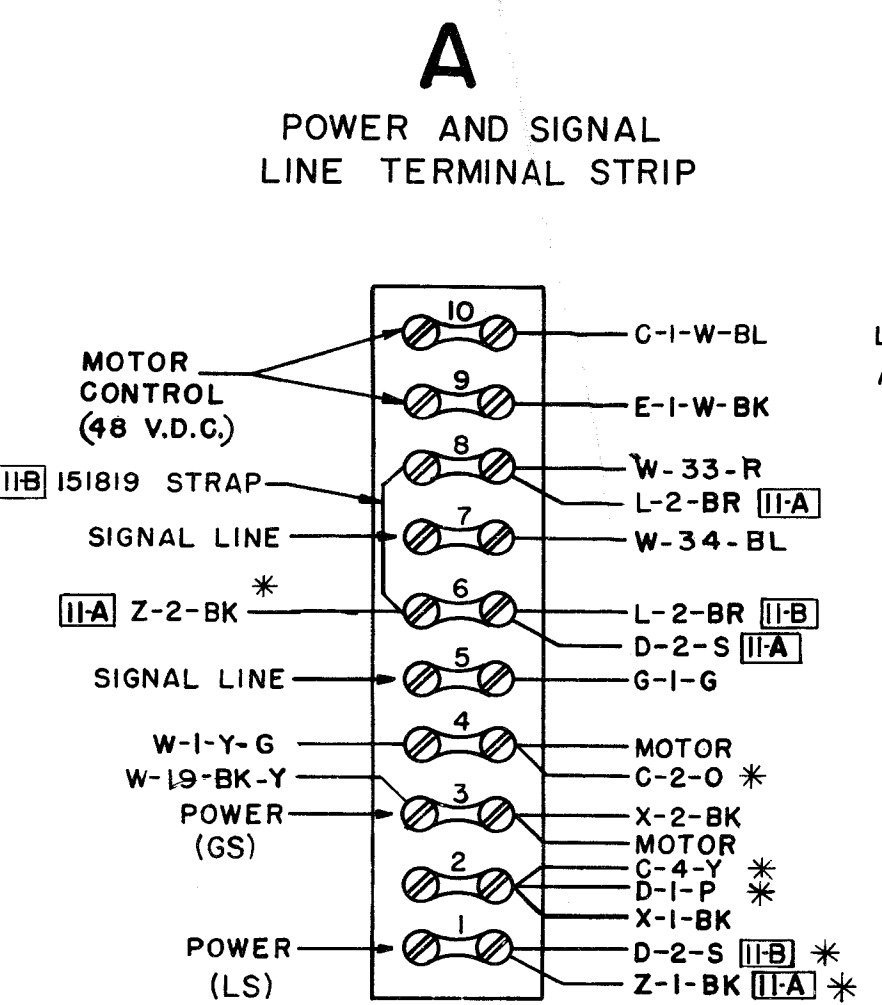 A
POWER AND SIGNAL
LINE TERMINAL STRIP
10
C-1-W-BL
MOTOR
CONTROL
(48 V.D.C.)
9
E-1-W-BK
8
W-33-R
11-B 151819 STRAP
L-2-BR 11-A
7
SIGNAL LINE
W-34-BL
6
11-A Z-2-BK *
L-2-BR 11-B
D-2-S 11-A
5
SIGNAL LINE
G-1-G
4
W-1-Y-G
MOTOR
C-2-O *
W-19-BK-Y
3
POWER
(GS)
X-2-BK
MOTOR
2
C-4-Y *
D-1-P *
X-1-BK
1
POWER
(LS)
D-2-S 11-B *
Z-1-BK 11-A *